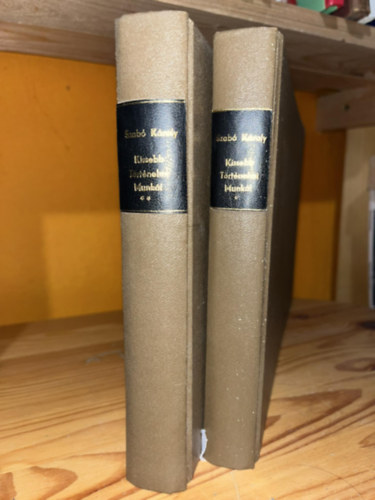 Szabó Károly
Kisebb
Történelmi
Munkái
**
Szabó Károly
Kisebb
Történelmi
Munkái
*